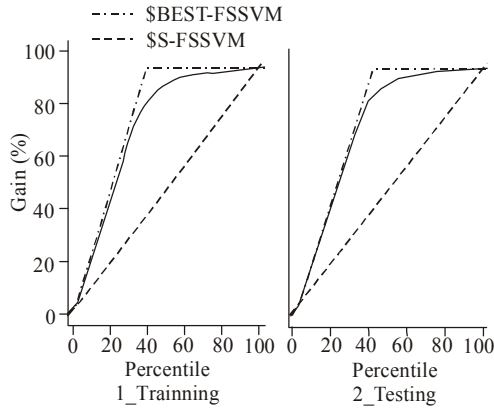 $BEST-FSSVM
$S-FSSVM
100
80
60
40
20
0
Gain (%)
0 20 40 60 80 100
0 20 40 60 80 100
Percentile
Percentile
1_Trainning
2_Testing